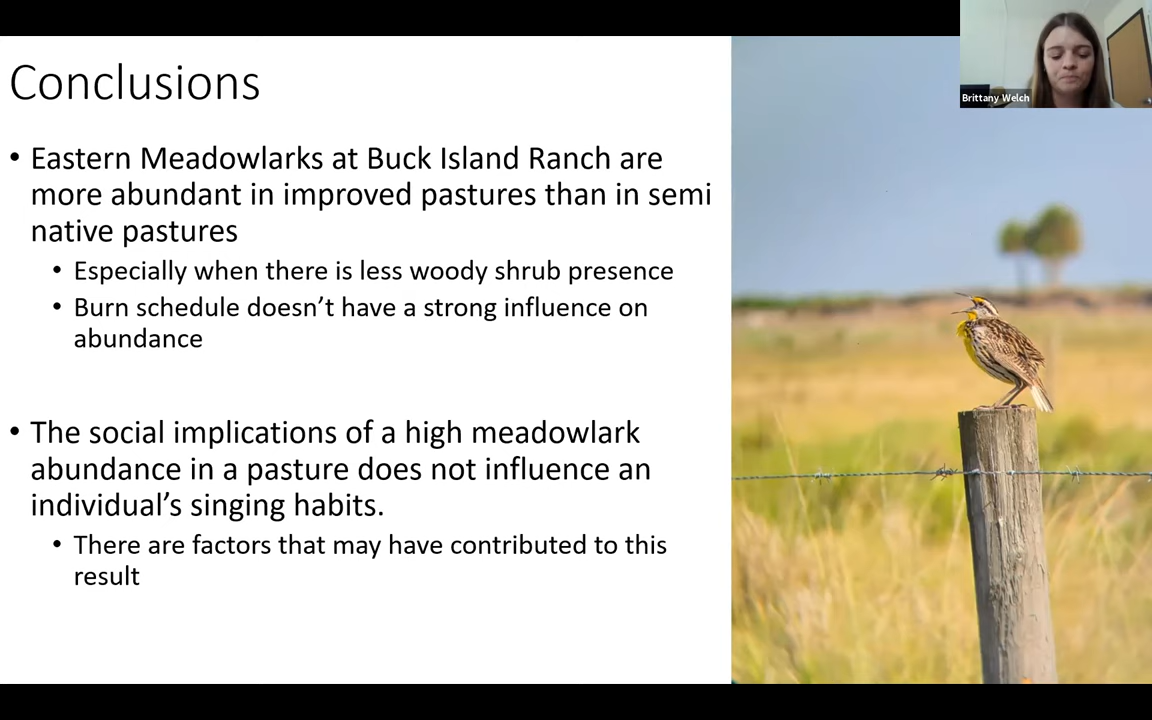 Conclusions
Brittany Welch
• Eastern Meadowlarks at Buck Island Ranch are
more abundant in improved pastures than in semi
native pastures
• Especially when there is less woody shrub presence
• Burn schedule doesn’t have a strong influence on
abundance
• The social implications of a high meadowlark
abundance in a pasture does not influence an
individual’s singing habits.
• There are factors that may have contributed to this
result